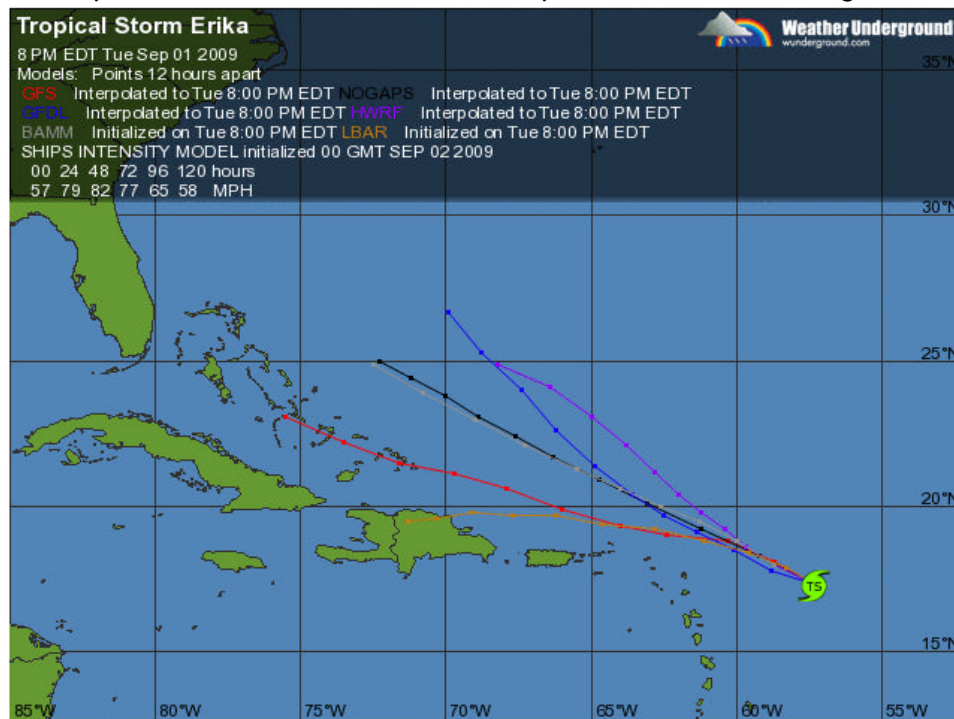 Tropical Storm Erika
Weather Underground
wunderground.com
8 PM EDT Tue Sep 01 2009
Models: Points 12 hours apart
GFS Interpolated to Tue 8:00 PM EDT NOGAPS Interpolated to Tue 8:00 PM EDT
GFDL Interpolated to Tue 8:00 PM EDT HWRF Interpolated to Tue 8:00 PM EDT
BAMM Initialized on Tue 8:00 PM EDT LBAR Initialized on Tue 8:00 PM EDT
SHIPS INTENSITY MODEL initialized 00 GMT SEP 02 2009
00 24 48 72 96 120 hours
57 79 82 77 65 58 MPH
35°N
30°N
25°N
20°N
TS
15°N
85°W 80°W 75°W 70°W 65°W 60°W 55°W